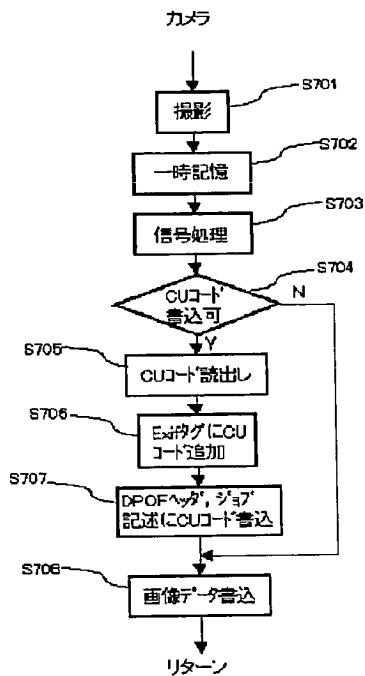 カメラ
S701
撮影
S702
一時記憶
S703
信号処理
S704
CUコード
書込可
N
Y
S705
CUコード読出し
S706
ExifタグにCU
コード追加
S707
DPOFヘッダ,ジョブ
記述にCUコード書込
S708
画像データ書込
リターン